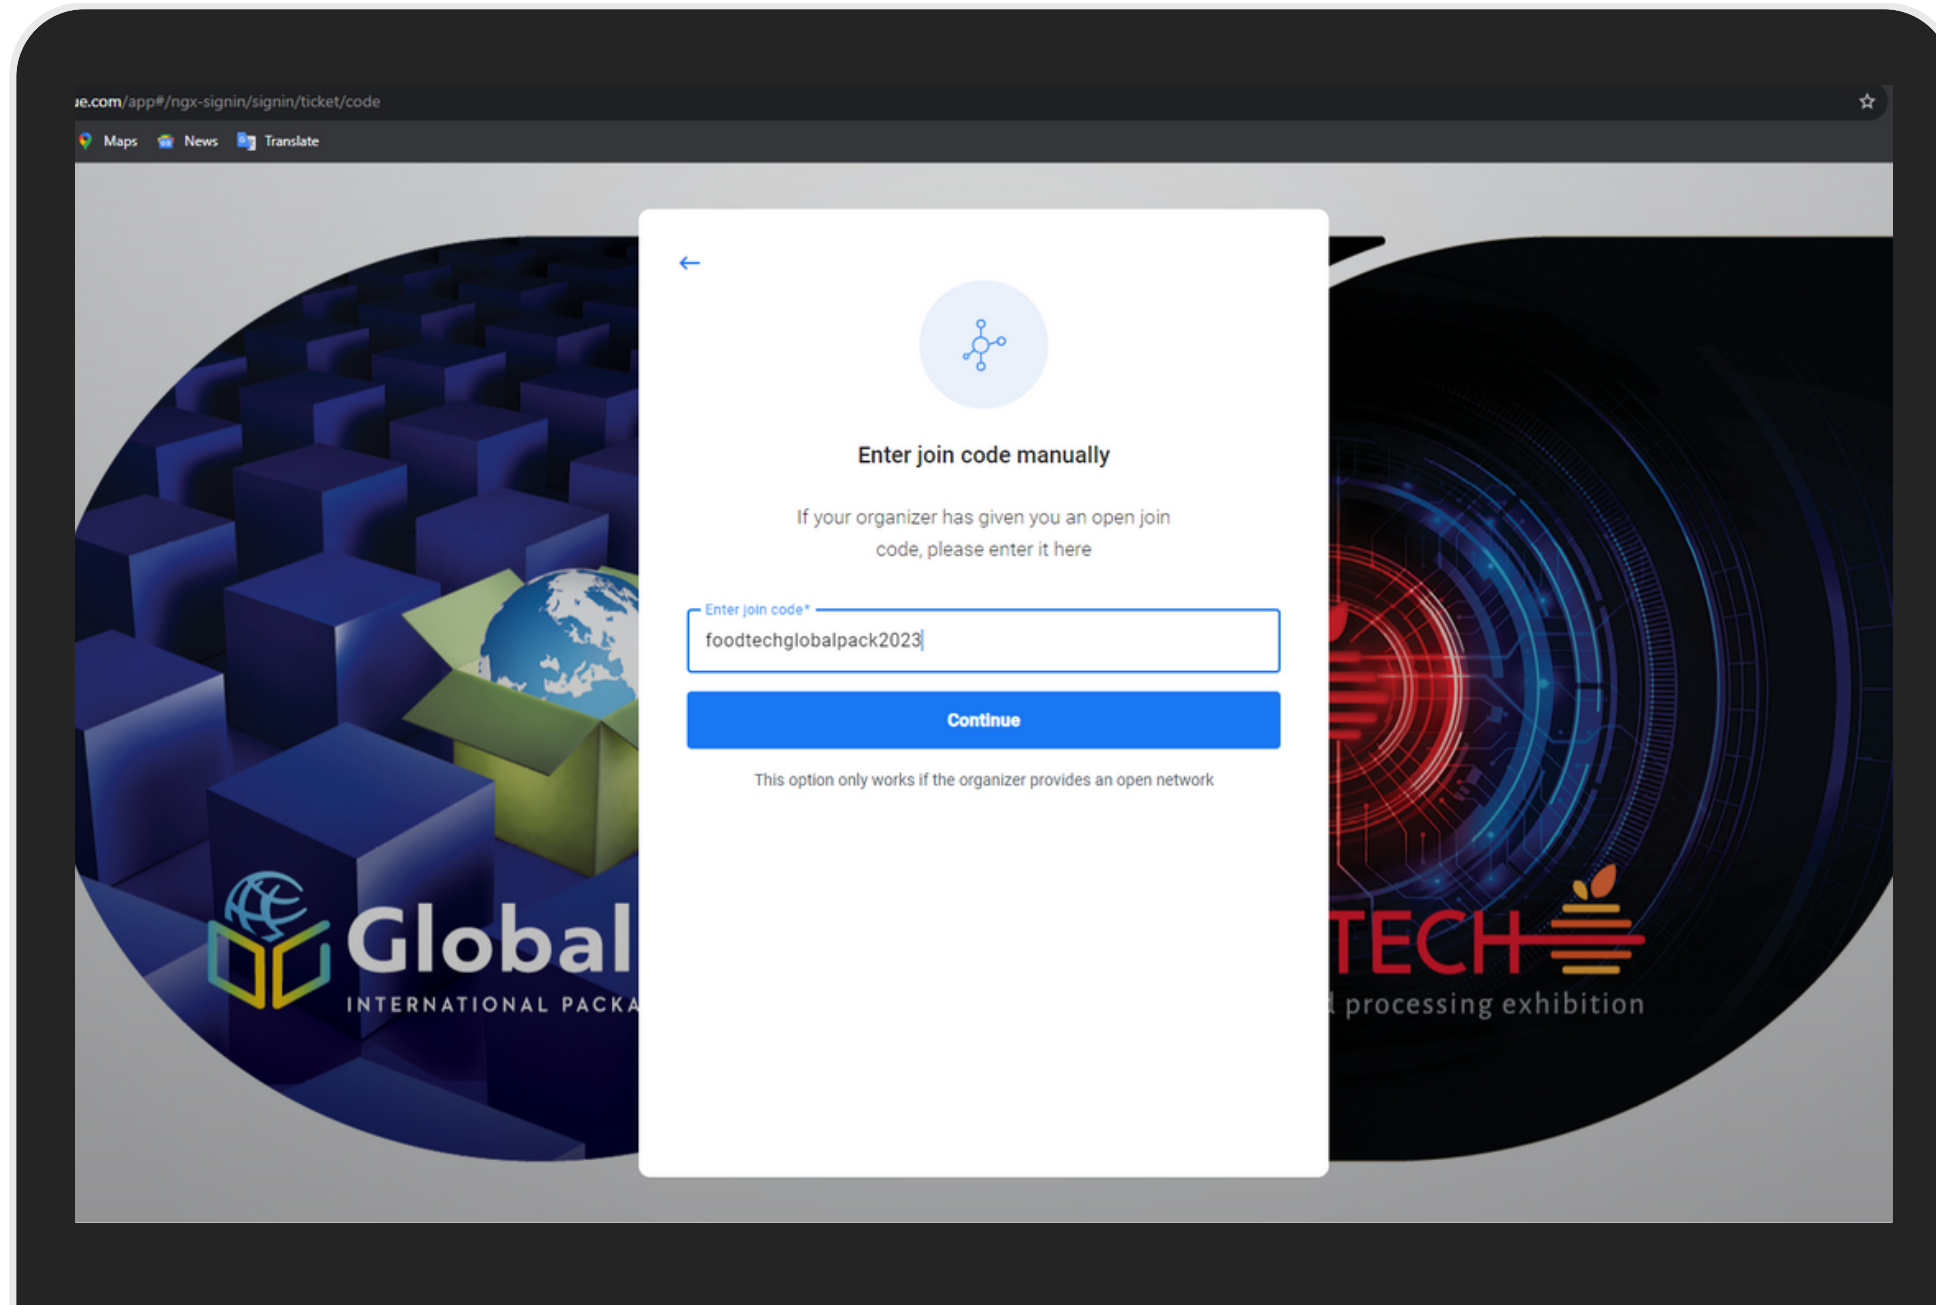 ue.com/app#/ngx-signin/signin/ticket/code
Maps News Translate
Enter join code manually
If your organizer has given you an open join
code, please enter it here
Enter join code*
foodtechglobalpack2023
Continue
This option only works if the organizer provides an open network
Global
INTERNATIONAL PACKA
TECH
d processing exhibition